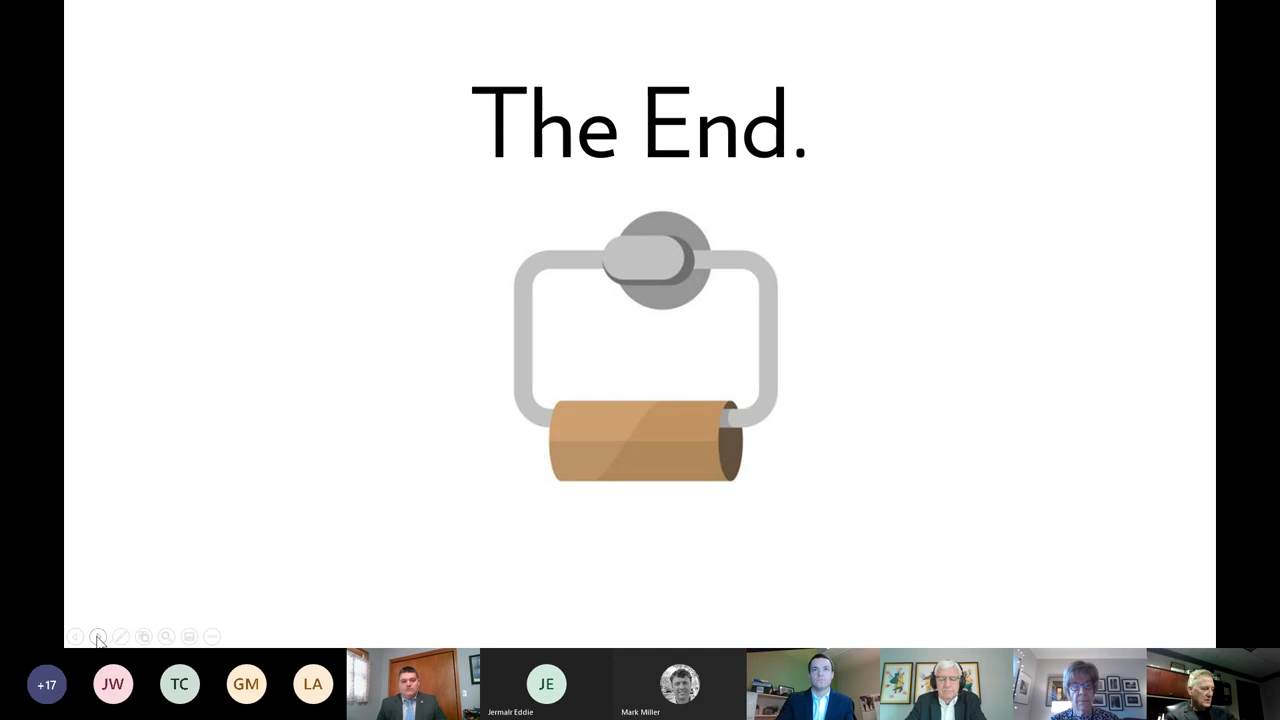 The End.
+17
JW
TC
GM
LA
JE
Jermalr Eddie
Mark Miller